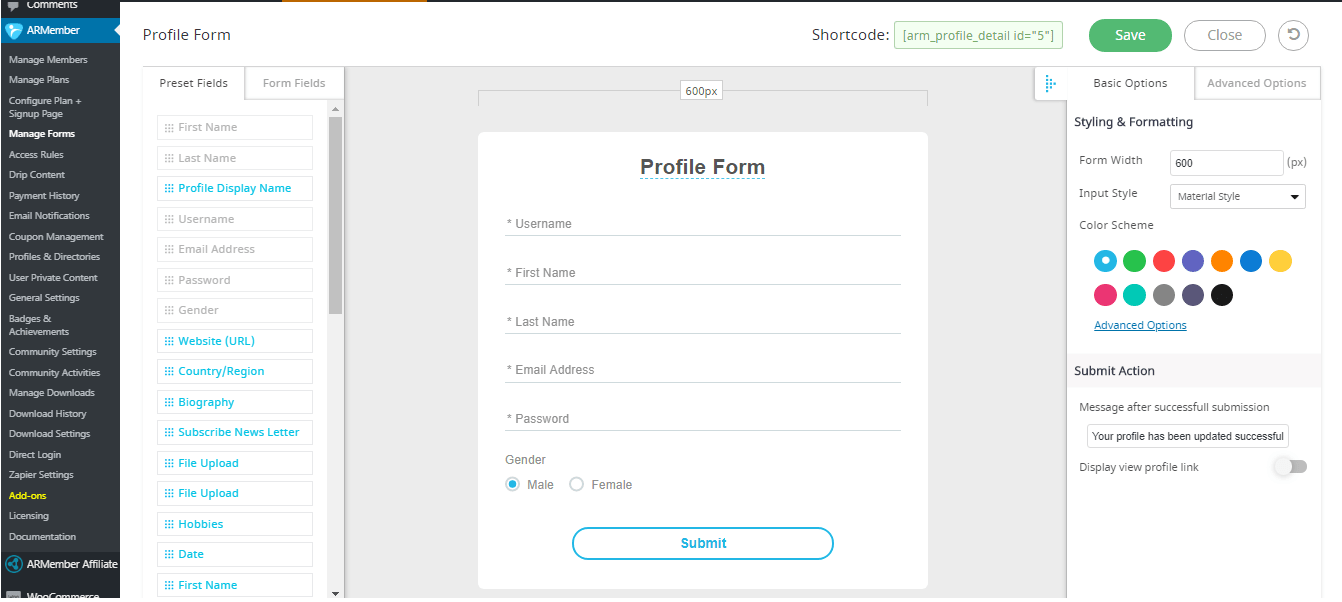 Comments
ARMember
Manage Members
Manage Plans
Configure Plan +
Signup Page
Manage Forms
Access Rules
Drip Content
Payment History
Email Notifications
Coupon Management
Profiles & Directories
User Private Content
General Settings
Badges &
Achievements
Community Settings
Community Activities
Manage Downloads
Download History
Download Settings
Direct Login
Zapier Settings
Add-ons
Licensing
Documentation
ARMember Affiliate
WooCommerce
Profile Form
Shortcode: [arm_profile_detail id="5"]
Save
Close
Preset Fields
Form Fields
First Name
Last Name
Profile Display Name
Username
Email Address
Password
Gender
Website (URL)
Country/Region
Biography
Subscribe News Letter
File Upload
File Upload
Hobbies
Date
First Name
600px
Profile Form
* Username
* First Name
* Last Name
* Email Address
* Password
Gender
Male Female
Submit
Basic Options
Advanced Options
Styling & Formatting
Form Width 600 (px)
Input Style Material Style
Color Scheme
Advanced Options
Submit Action
Message after successfull submission
Your profile has been updated successful
Display view profile link